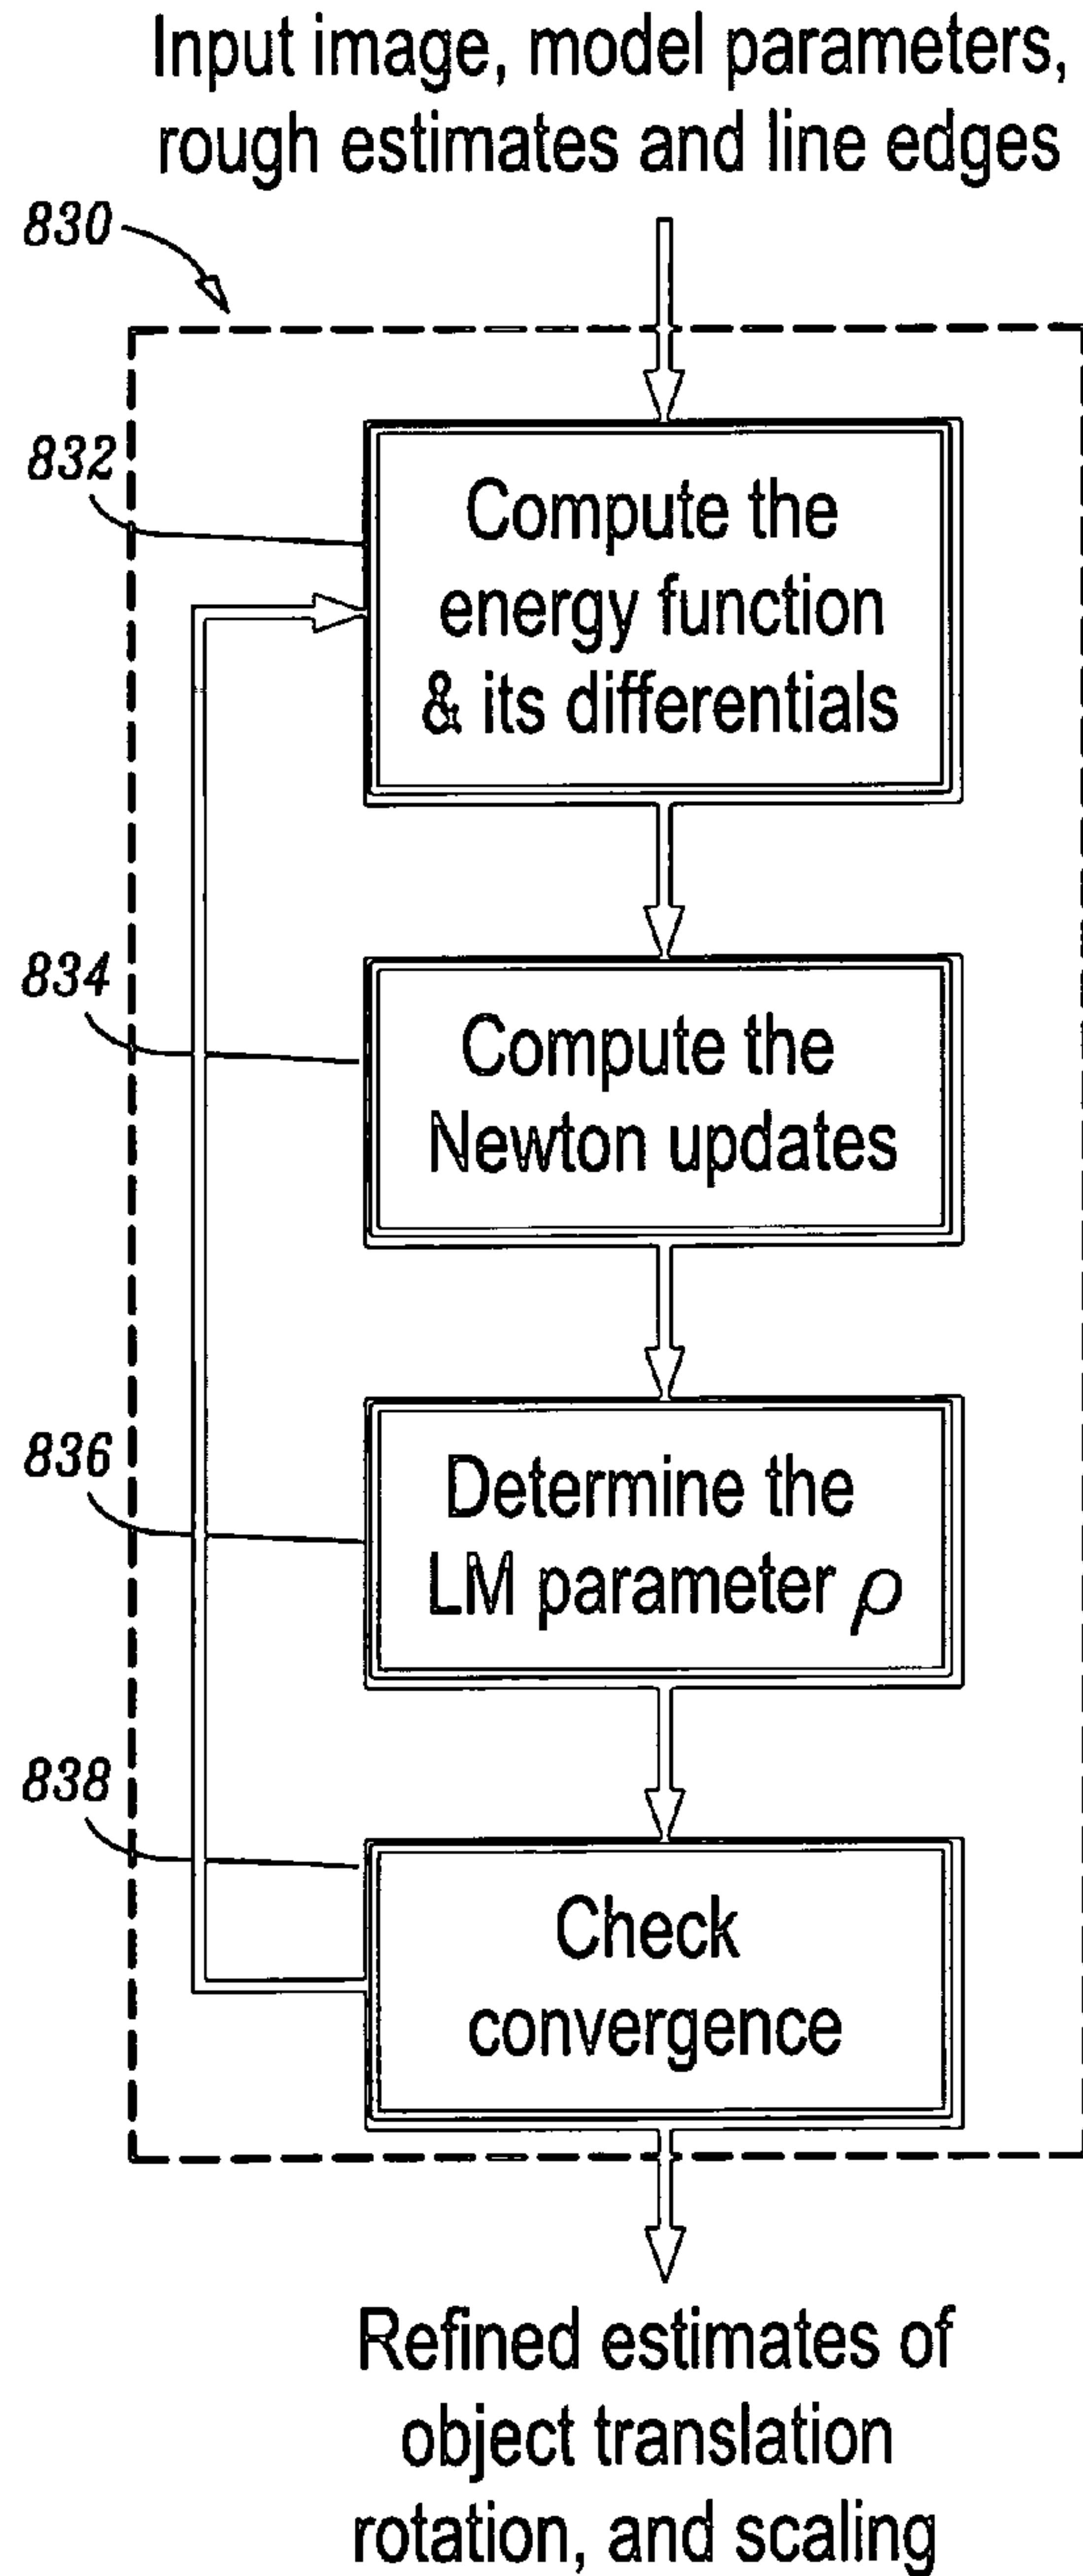 Input image, model parameters,
rough estimates and line edges
830
832
Compute the
energy function
& its differentials
834
Compute the
Newton updates
836
Determine the
LM parameter ρ
838
Check
convergence
Refined estimates of
object translation
rotation, and scaling